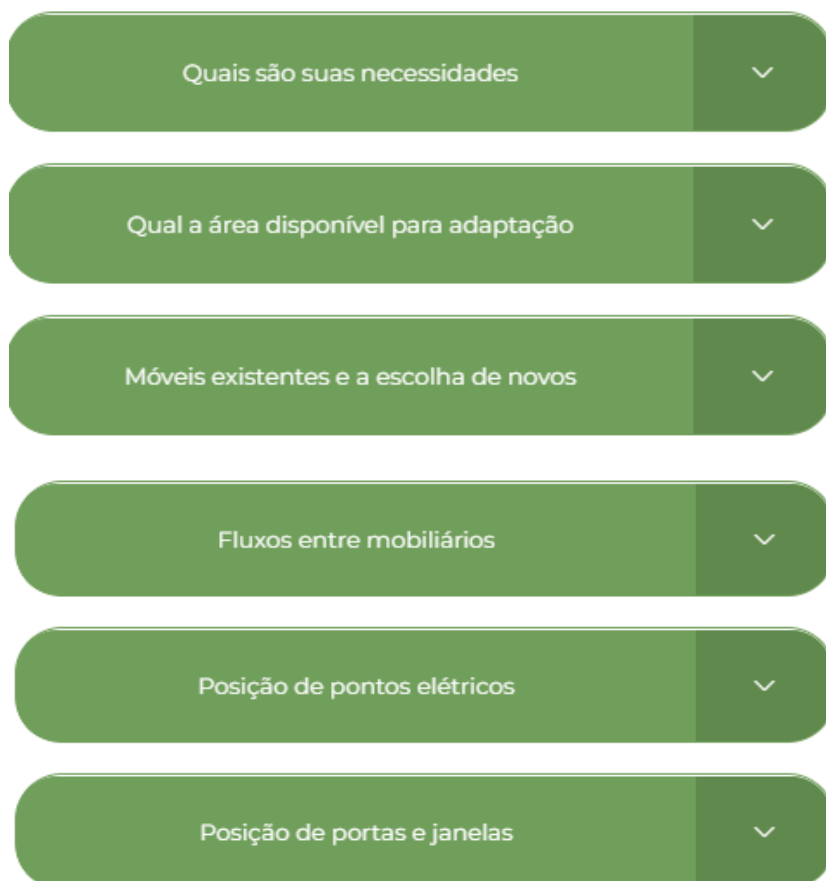 Quais são suas necessidades
Qual a área disponível para adaptação
Móveis existentes e a escolha de novos
Fluxos entre mobiliários
Posição de pontos elétricos
Posição de portas e janelas